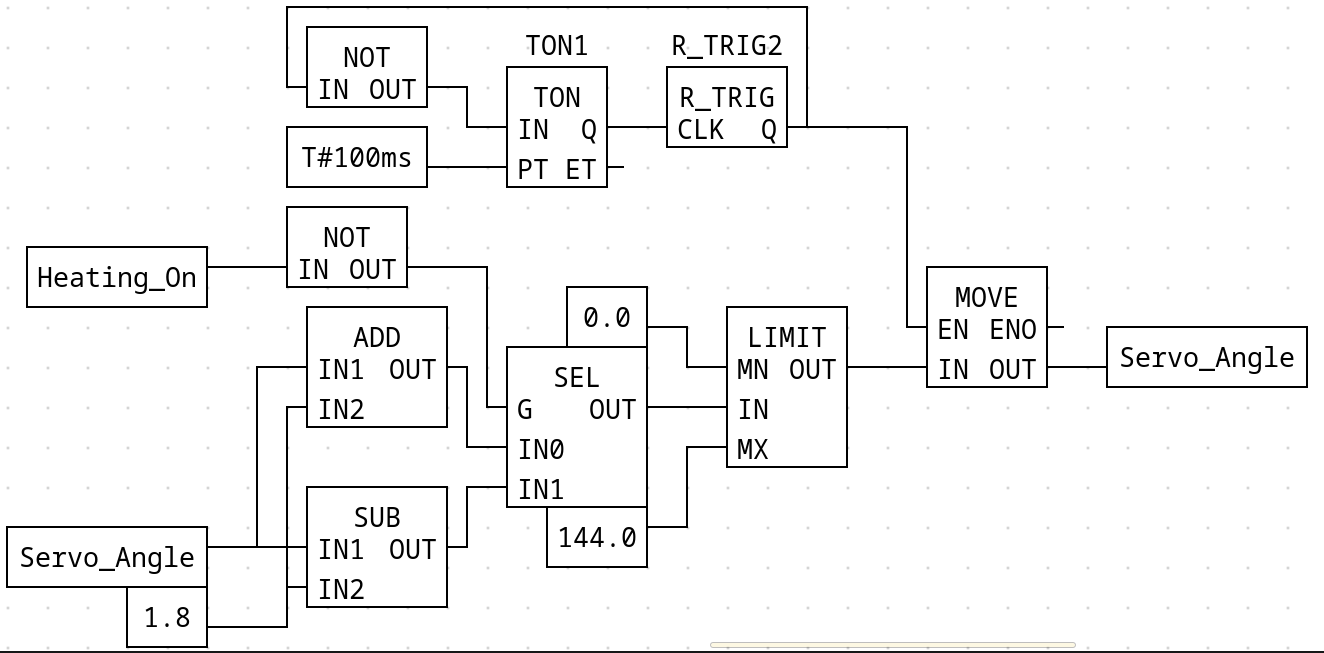 TON1 R_TRIG2
NOT
IN OUT
TON
IN Q
PT ET
R_TRIG
CLK Q
T#100ms
NOT
IN OUT
Heating_On
ADD
IN1 OUT
IN2
0.0
SEL
G OUT
IN0
IN1
LIMIT
MN OUT
IN
MX
MOVE
EN ENO
IN OUT
Servo_Angle
144.0
SUB
IN1 OUT
IN2
Servo_Angle
1.8